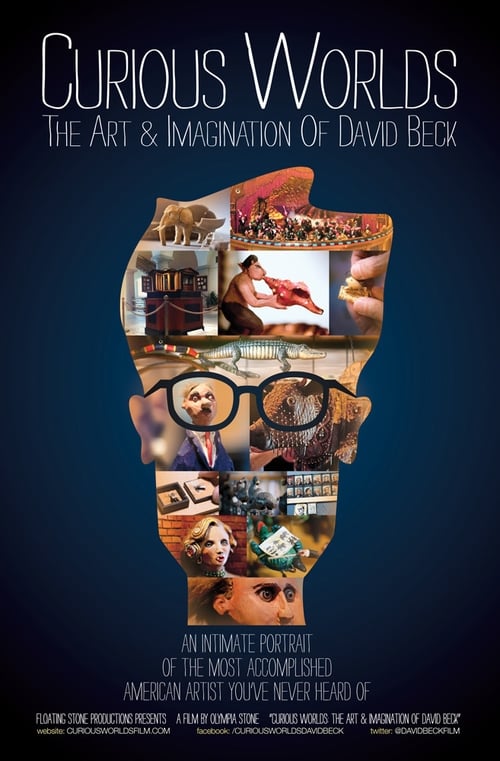 CURIOUS WORLDS
THE ART & IMAGINATION OF DAVID BECK
AN INTIMATE PORTRAIT
OF THE MOST ACCOMPLISHED
AMERICAN ARTIST YOU'VE NEVER HEARD OF
FLOATING STONE PRODUCTIONS PRESENTS A FILM BY OLYMPIA STONE "CURIOUS WORLDS THE ART & IMAGINATION OF DAVID BECK"
website: CURIOUSWORLDSFILM.COM facebook: /CURIOUSWORLDSDAVIDBECK twitter: @DAVIDBECKFILM